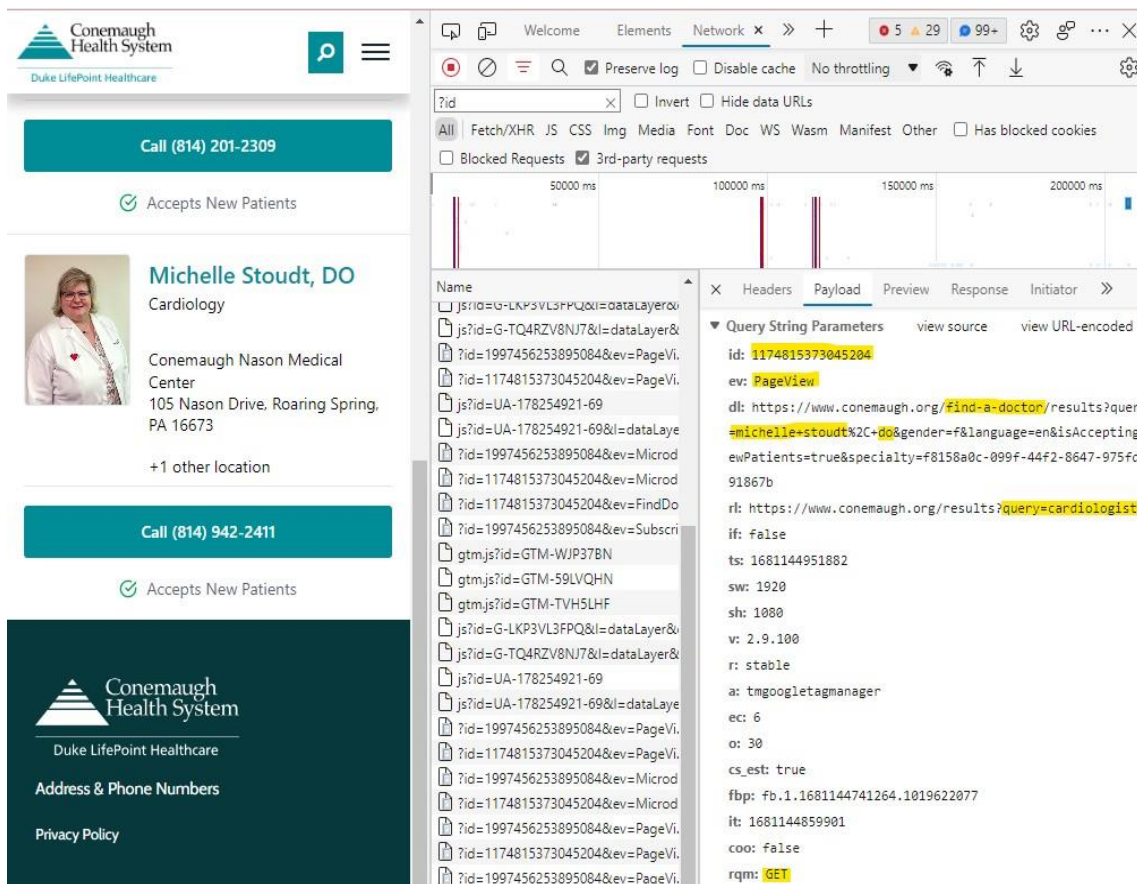 Conemaugh
Health System
Duke LifePoint Healthcare
Call (814) 201-2309
Accepts New Patients
Michelle Stoudt, DO
Cardiology
Conemaugh Nason Medical
Center
105 Nason Drive, Roaring Spring,
PA 16673
+1 other location
Call (814) 942-2411
Accepts New Patients
Conemaugh
Health System
Duke LifePoint Healthcare
Address & Phone Numbers
Privacy Policy
Welcome Elements Network 5 29 99+
Preserve log Disable cache No throttling
?id Invert Hide data URLs
All Fetch/XHR JS CSS Img Media Font Doc WS Wasm Manifest Other Has blocked cookies
Blocked Requests 3rd-party requests
50000 ms 100000 ms 150000 ms 200000 ms
Name
js?id=G-LKP3VL3FPQ&l=dataLayer&
js?id=G-TQ4RZV8NJ7&l=dataLayer&
?id=1997456253895084&ev=PageVi.
?id=1174815373045204&ev=PageVi.
js?id=UA-178254921-69
js?id=UA-178254921-69&l=dataLaye
?id=1997456253895084&ev=Microd
?id=1174815373045204&ev=Microd
?id=1174815373045204&ev=FindDo
?id=1997456253895084&ev=Subscri
gtm.js?id=GTM-WJP37BN
gtm.js?id=GTM-59LVQHN
gtm.js?id=GTM-TVH5LHF
js?id=G-LKP3VL3FPQ&l=dataLayer&
js?id=G-TQ4RZV8NJ7&l=dataLayer&
js?id=UA-178254921-69
js?id=UA-178254921-69&l=dataLaye
?id=1997456253895084&ev=PageVi.
?id=1174815373045204&ev=PageVi.
?id=1997456253895084&ev=Microd
?id=1174815373045204&ev=Microd
?id=1997456253895084&ev=PageVi.
?id=1174815373045204&ev=PageVi.
?id=1997456253895084&ev=PageVi.
Headers Payload Preview Response Initiator
Query String Parameters view source view URL-encoded
id: 1174815373045204
ev: PageView
dl: https://www.conemaugh.org/find-a-doctor/results?quer
=michelle+stoudt%2C+do&gender=f&language=en&isAccepting
ewPatients=true&specialty=f8158a0c-099f-44f2-8647-975fd
91867b
rl: https://www.conemaugh.org/results?query=cardiologist
if: false
ts: 1681144951882
sw: 1920
sh: 1080
v: 2.9.100
r: stable
a: tmgoogletagmanager
ec: 6
o: 30
cs_est: true
fbp: fb.1.1681144741264.1019622077
it: 1681144859901
coo: false
rqm: GET